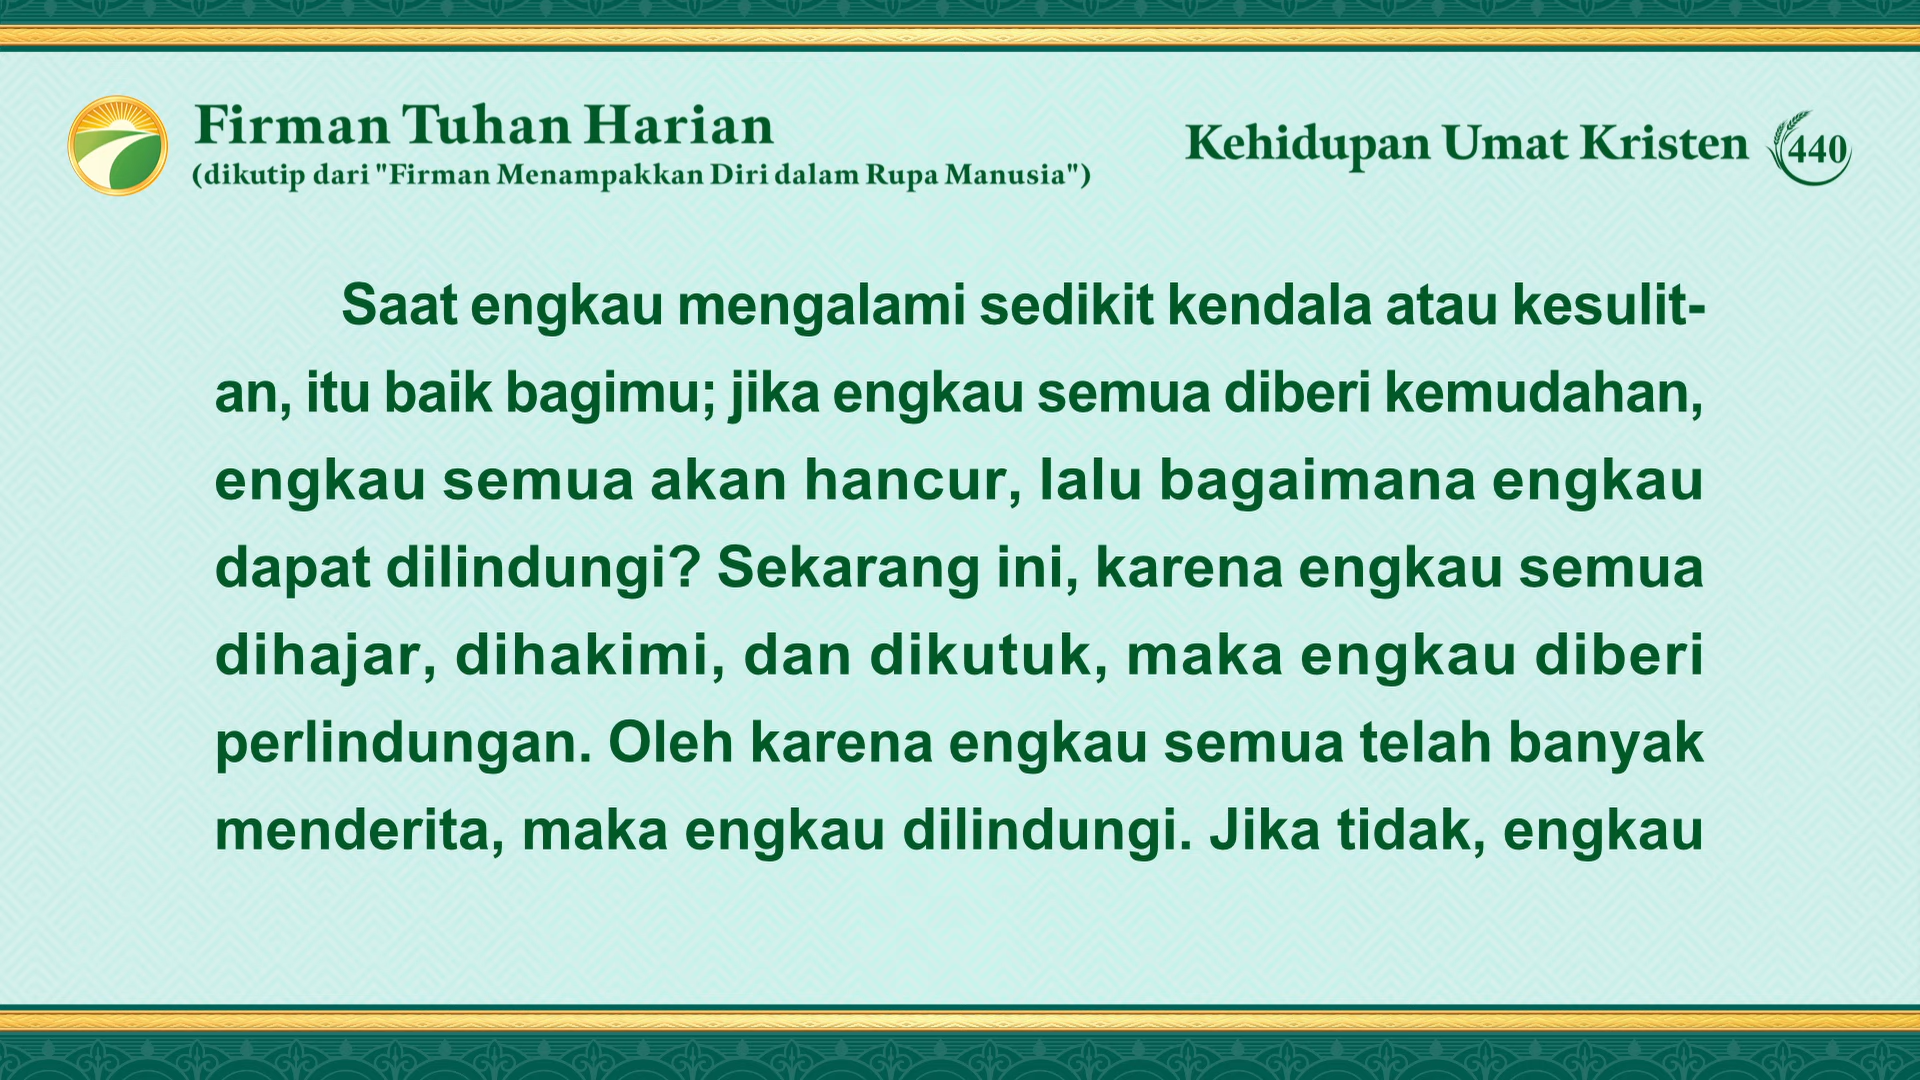 Firman Tuhan Harian
(dikutip dari "Firman Menampakkan Diri dalam Rupa Manusia")
Kehidupan Umat Kristen 440
Saat engkau mengalami sedikit kendala atau kesulit-
an, itu baik bagimu; jika engkau semua diberi kemudahan,
engkau semua akan hancur, lalu bagaimana engkau
dapat dilindungi? Sekarang ini, karena engkau semua
dihajar, dihakimi, dan dikutuk, maka engkau diberi
perlindungan. Oleh karena engkau semua telah banyak
menderita, maka engkau dilindungi. Jika tidak, engkau